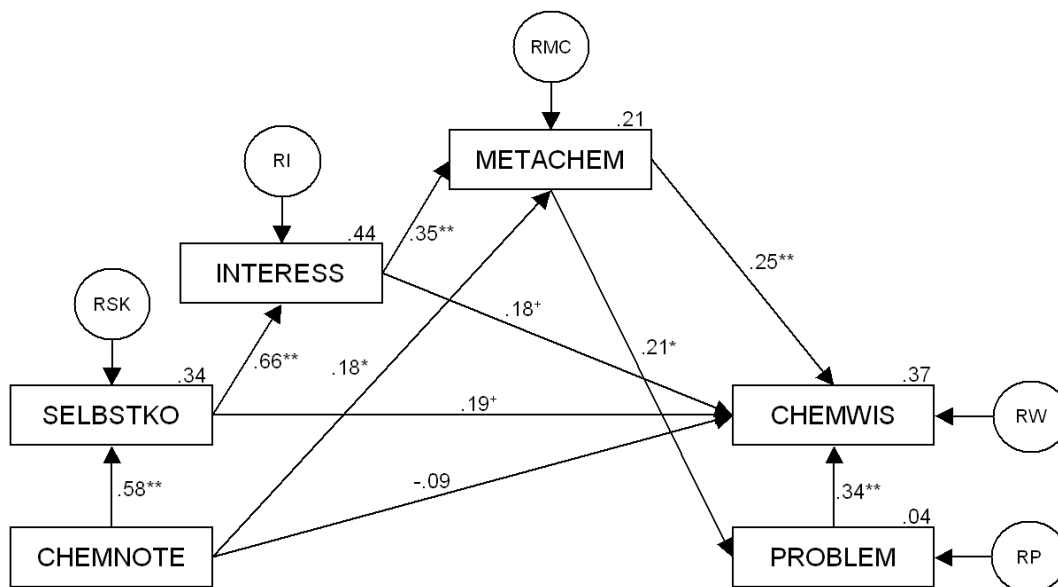 RMC
.21
METACHEM
RI
.44
.35**
INTERESS
.25**
RSK
.18⁺
.66**
.21*
.34
.18*
.37
SELBSTKO
.19⁺
CHEMWIS
RW
.58**
-.09
.34**
.04
CHEMNOTE
PROBLEM
RP